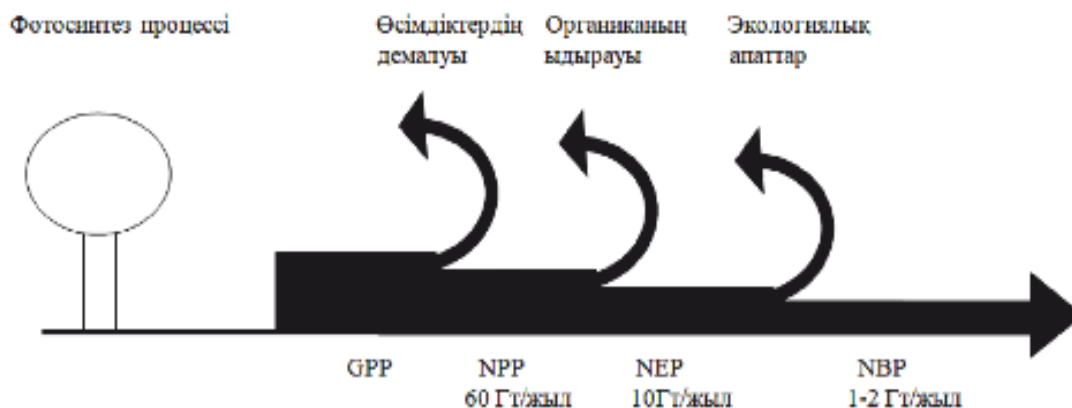 Фотосинтез процессі
Өсімдіктердің
демалуы
Органиканың
ыдырауы
Экологиялық
апаттар
GPP
NPP
60 Гт/жыл
NEP
10Гт/жыл
NBP
1-2 Гт/жыл